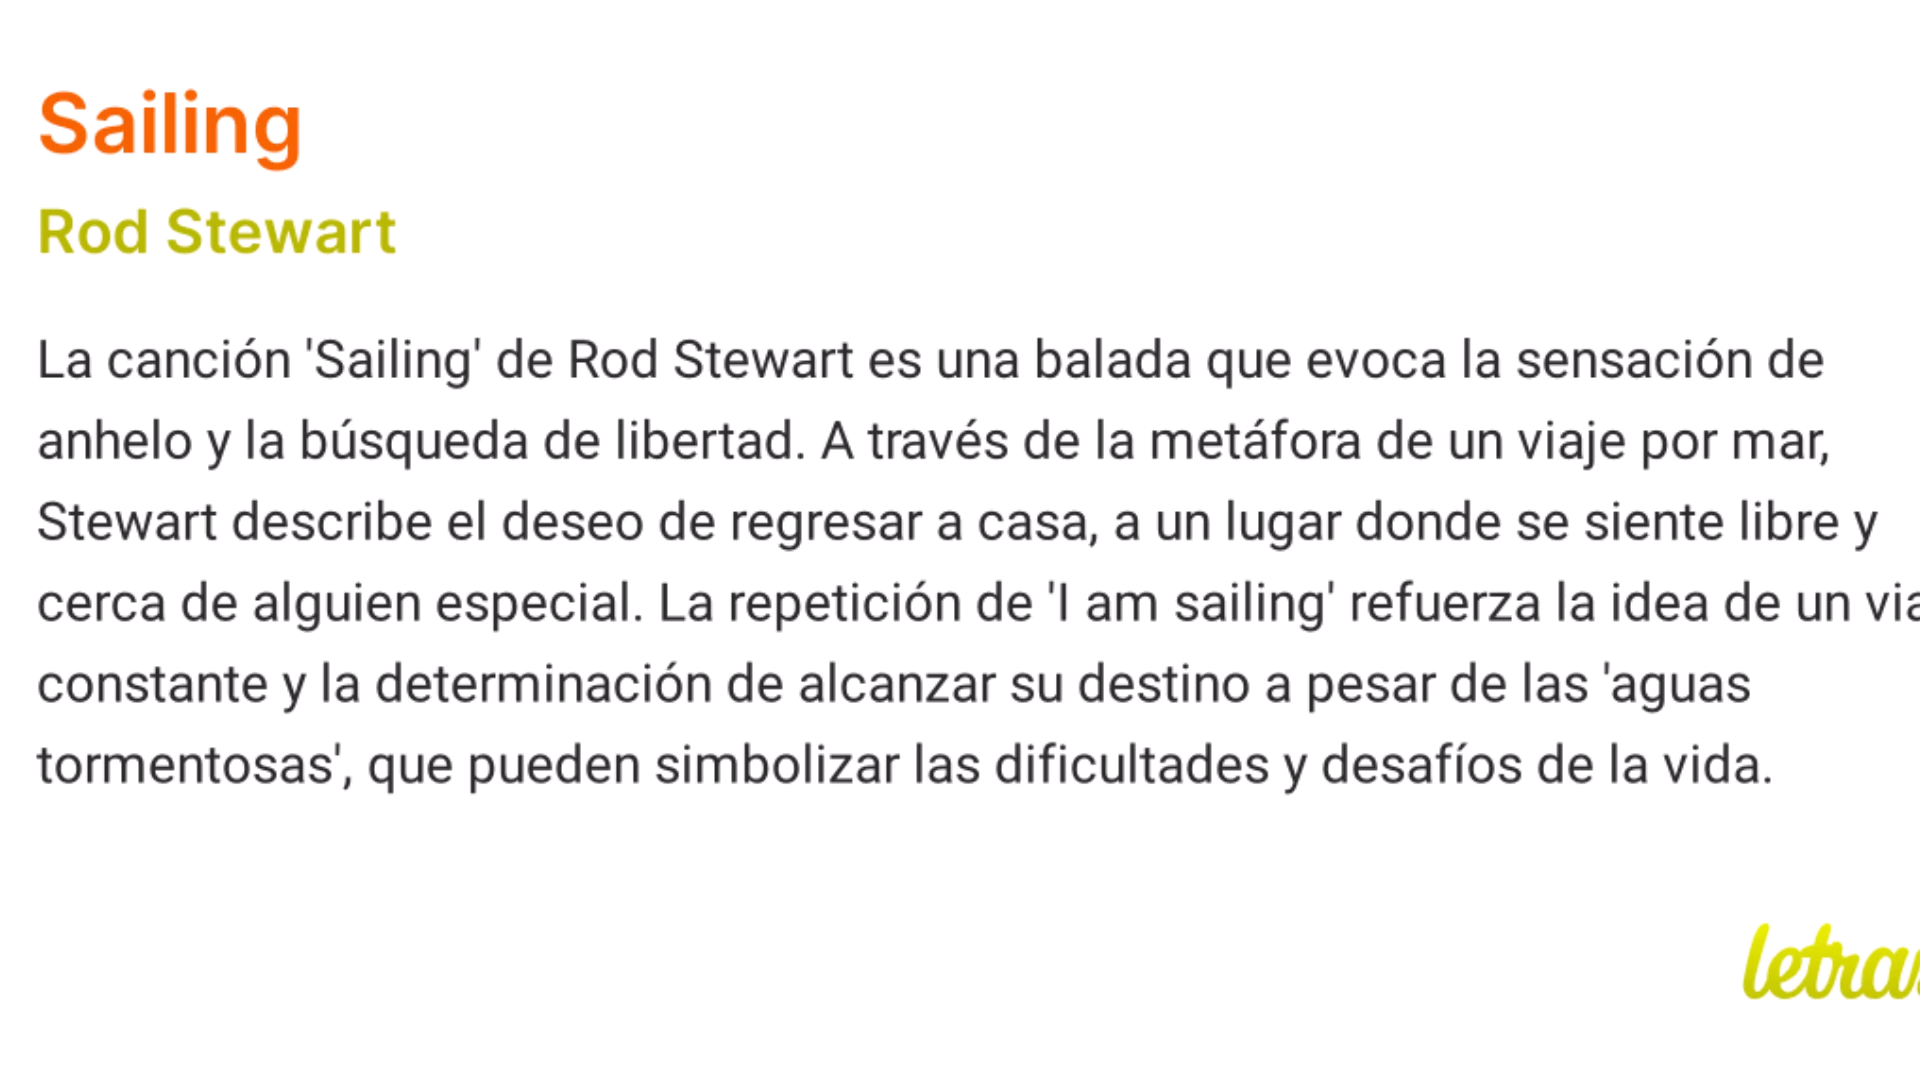 Sailing
Rod Stewart
La canción 'Sailing' de Rod Stewart es una balada que evoca la sensación de
anhelo y la búsqueda de libertad. A través de la metáfora de un viaje por mar,
Stewart describe el deseo de regresar a casa, a un lugar donde se siente libre y
cerca de alguien especial. La repetición de 'I am sailing' refuerza la idea de un
constante y la determinación de alcanzar su destino a pesar de las 'aguas
tormentosas', que pueden simbolizar las dificultades y desafíos de la vida.